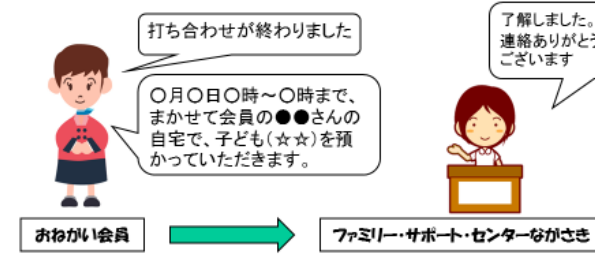 打ち合わせが終わりました
〇月〇日〇時～〇時まで、
まかせて会員の●●さんの
自宅で、子ども(☆☆)を預
かっていただきます。
了解しました。
連絡ありがとう
ございます
おねがい会員
ファミリー・サポート・センターながさき